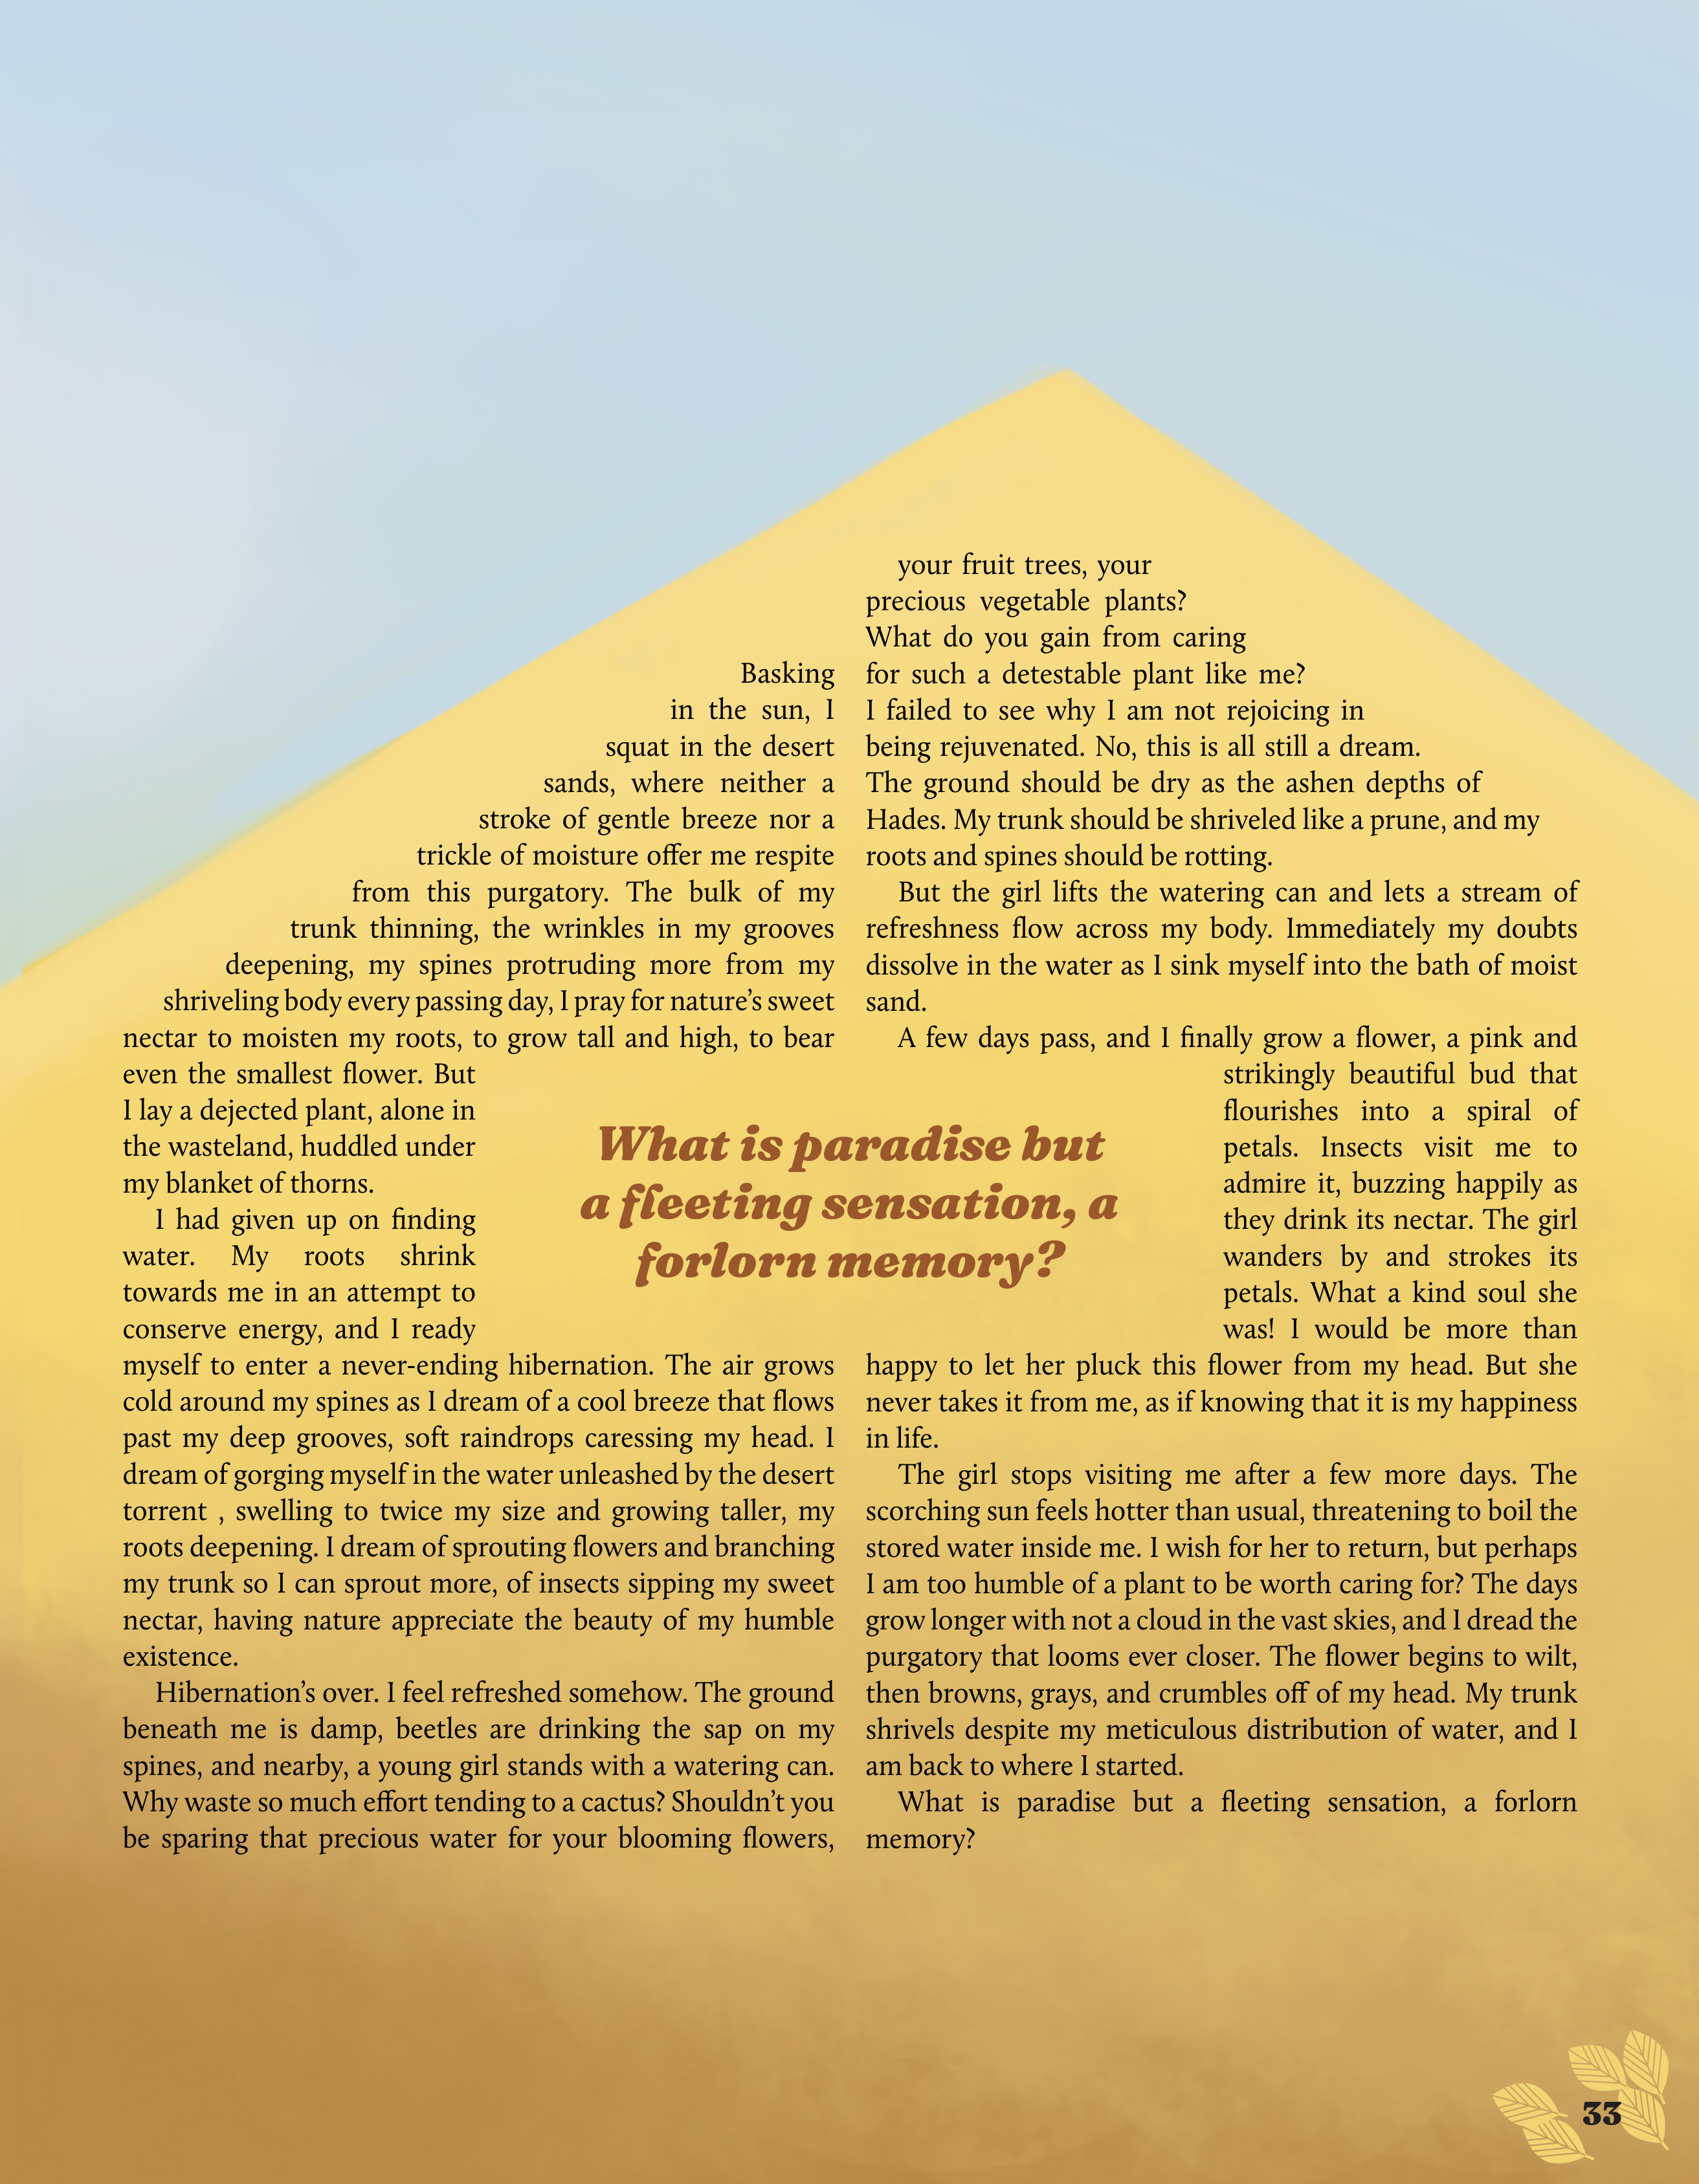 Basking
in the sun, I
squat in the desert
sands, where neither a
stroke of gentle breeze nor a
trickle of moisture offer me respite
from this purgatory. The bulk of my
trunk thinning, the wrinkles in my grooves
deepening, my spines protruding more from my
shriveling body every passing day, I pray for nature’s sweet
nectar to moisten my roots, to grow tall and high, to bear
even the smallest flower. But
I lay a dejected plant, alone in
the wasteland, huddled under
my blanket of thorns.
I had given up on finding
water. My roots shrink
towards me in an attempt to
conserve energy, and I ready
myself to enter a never-ending hibernation. The air grows
cold around my spines as I dream of a cool breeze that flows
past my deep grooves, soft raindrops caressing my head. I
dream of gorging myself in the water unleashed by the desert
torrent , swelling to twice my size and growing taller, my
roots deepening. I dream of sprouting flowers and branching
my trunk so I can sprout more, of insects sipping my sweet
nectar, having nature appreciate the beauty of my humble
existence.
Hibernation’s over. I feel refreshed somehow. The ground
beneath me is damp, beetles are drinking the sap on my
spines, and nearby, a young girl stands with a watering can.
Why waste so much effort tending to a cactus? Shouldn’t you
be sparing that precious water for your blooming flowers,
your fruit trees, your
precious vegetable plants?
What do you gain from caring
for such a detestable plant like me?
I failed to see why I am not rejoicing in
being rejuvenated. No, this is all still a dream.
The ground should be dry as the ashen depths of
Hades. My trunk should be shriveled like a prune, and my
roots and spines should be rotting.
But the girl lifts the watering can and lets a stream of
refreshness flow across my body. Immediately my doubts
dissolve in the water as I sink myself into the bath of moist
sand.
A few days pass, and I finally grow a flower, a pink and
strikingly beautiful bud that
flourishes into a spiral of
petals. Insects visit me to
admire it, buzzing happily as
they drink its nectar. The girl
wanders by and strokes its
petals. What a kind soul she
was! I would be more than
happy to let her pluck this flower from my head. But she
never takes it from me, as if knowing that it is my happiness
in life.
The girl stops visiting me after a few more days. The
scorching sun feels hotter than usual, threatening to boil the
stored water inside me. I wish for her to return, but perhaps
I am too humble of a plant to be worth caring for? The days
grow longer with not a cloud in the vast skies, and I dread the
purgatory that looms ever closer. The flower begins to wilt,
then browns, grays, and crumbles off of my head. My trunk
shrivels despite my meticulous distribution of water, and I
am back to where I started.
What is paradise but a fleeting sensation, a forlorn
memory?
What is paradise but
a fleeting sensation, a
forlorn memory?
33